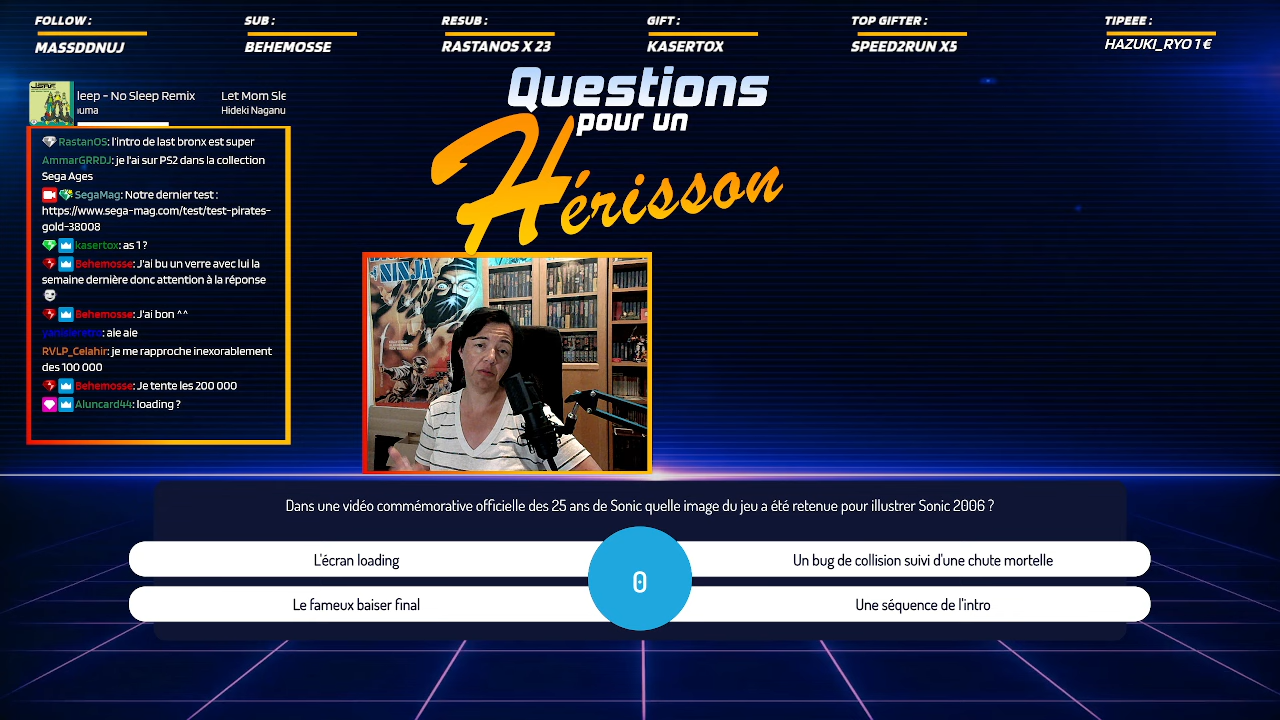 FOLLOW :
MASSDDNUJ
SUB :
BEHEMOSSE
RESUB :
RASTANOS X 23
GIFT :
KASERTOX
TOP GIFTER :
SPEED2RUN X5
TIPEEE :
HAZUKI_RYO 1 €
leep - No Sleep Remix
Let Mom Sle
uma
Hideki Naganu
Questions
pour un
Hérisson
RastanOS: l'intro de last bronx est super
AmmarGRRDJ: je l'ai sur PS2 dans la collection
Sega Ages
SegaMag: Notre dernier test :
https://www.sega-mag.com/test/test-pirates-
gold-38008
kasertox: as 1 ?
Behemosse: J'ai bu un verre avec lui la
semaine dernière donc attention à la réponse
Behemosse: J'ai bon ^^
: aie aie
RVLP_Celahir: je me rapproche inexorablement
des 100 000
Behemosse: Je tente les 200 000
Aluncard44: loading ?
NINJA
Dans une vidéo commémorative officielle des 25 ans de Sonic quelle image du jeu a été retenue pour illustrer Sonic 2006 ?
L'écran loading
Un bug de collision suivi d'une chute mortelle
0
Le fameux baiser final
Une séquence de l'intro